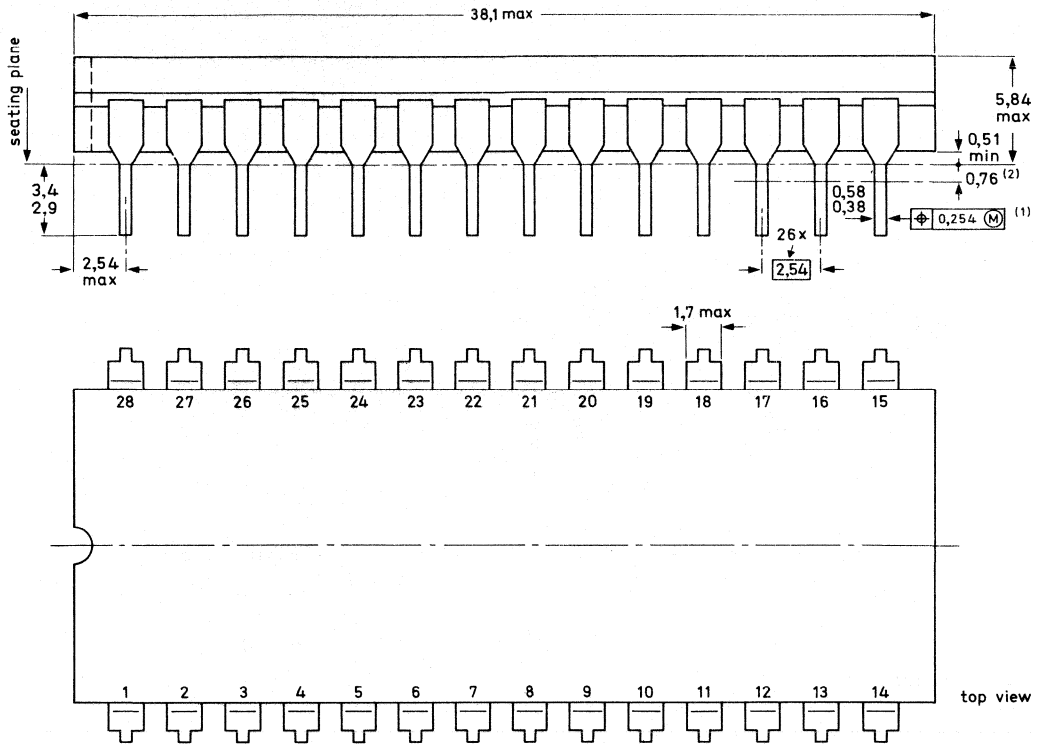 38,1 max
seating plane
5,84
max
0,51
min
0,76 (2)
3,4
2,9
0,58
0,38
⌖ 0,254 Ⓜ (1)
26x
2,54
2,54
max
1,7 max
28 27 26 25 24 23 22 21 20 19 18 17 16 15
1 2 3 4 5 6 7 8 9 10 11 12 13 14
top view